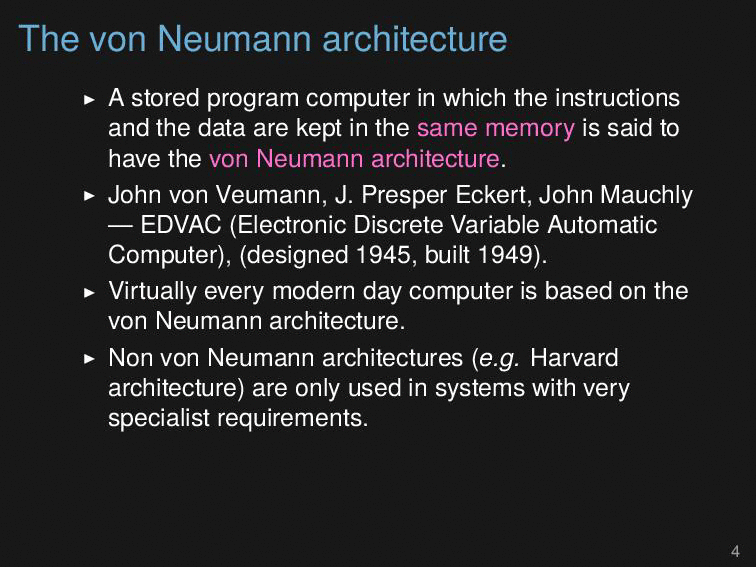 The von Neumann architecture
▶ A stored program computer in which the instructions
and the data are kept in the same memory is said to
have the von Neumann architecture.
▶ John von Veumann, J. Presper Eckert, John Mauchly
— EDVAC (Electronic Discrete Variable Automatic
Computer), (designed 1945, built 1949).
▶ Virtually every modern day computer is based on the
von Neumann architecture.
▶ Non von Neumann architectures (e.g. Harvard
architecture) are only used in systems with very
specialist requirements.
4